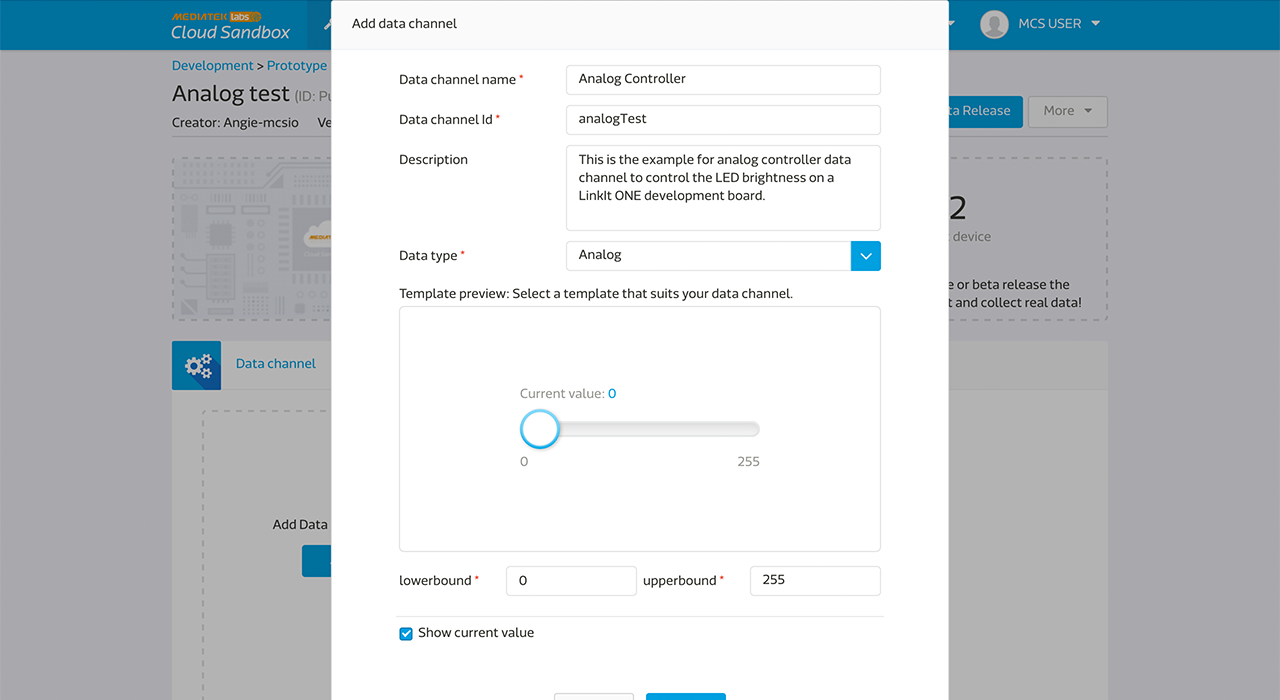 MEDIATEK labs
Cloud Sandbox
MCS USER
Add data channel
Development > Prototype
Analog test (ID:
Creator: Angie-mcsio
Release
More
Data channel name *
Analog Controller
Data channel Id *
analogTest
Description
This is the example for analog controller data
channel to control the LED brightness on a
LinkIt ONE development board.
2
device
Data type *
Analog
or beta release the
and collect real data!
Template preview: Select a template that suits your data channel.
Data channel
Current value: 0
0
255
Add Data
lowerbound *
0
upperbound *
255
Show current value